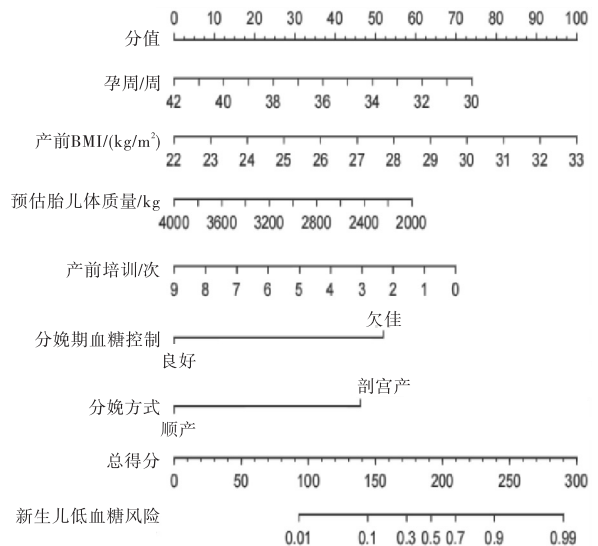 0 10 20 30 40 50 60 70 80 90 100
分值
孕周/周
42 40 38 36 34 32 30
产前BMI/(kg/m²)
22 23 24 25 26 27 28 29 30 31 32 33
预估胎儿体质量/kg
4000 3600 3200 2800 2400 2000
产前培训/次
9 8 7 6 5 4 3 2 1 0
欠佳
分娩期血糖控制
良好
剖宫产
分娩方式
顺产
总得分
0 50 100 150 200 250 300
新生儿低血糖风险
0.01 0.1 0.3 0.5 0.7 0.9 0.99